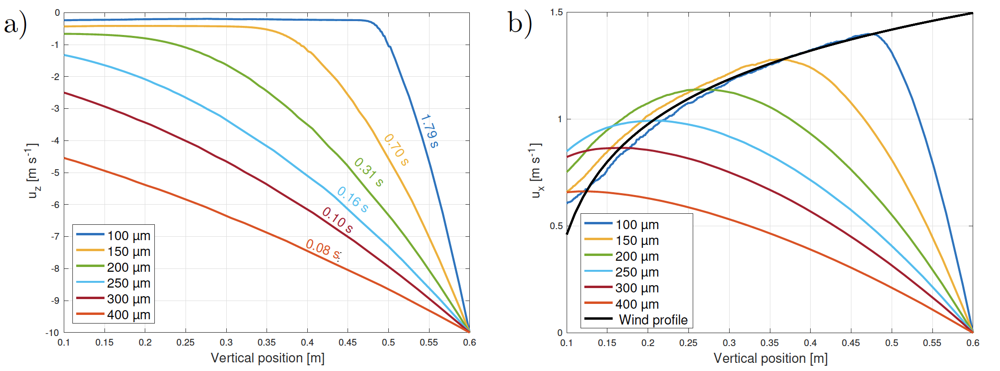 a)
0
-1
-2
-3
-4
-5
-6
-7
-8
-9
-10
u_z [m s^-1]
1.79 s
0.70 s
0.31 s
0.16 s
0.10 s
0.08 s
100 µm
150 µm
200 µm
250 µm
300 µm
400 µm
0.1 0.15 0.2 0.25 0.3 0.35 0.4 0.45 0.5 0.55 0.6
Vertical position [m]
b)
1.5
1
0.5
0
u_x [m s^-1]
100 µm
150 µm
200 µm
250 µm
300 µm
400 µm
Wind profile
0.1 0.15 0.2 0.25 0.3 0.35 0.4 0.45 0.5 0.55 0.6
Vertical position [m]